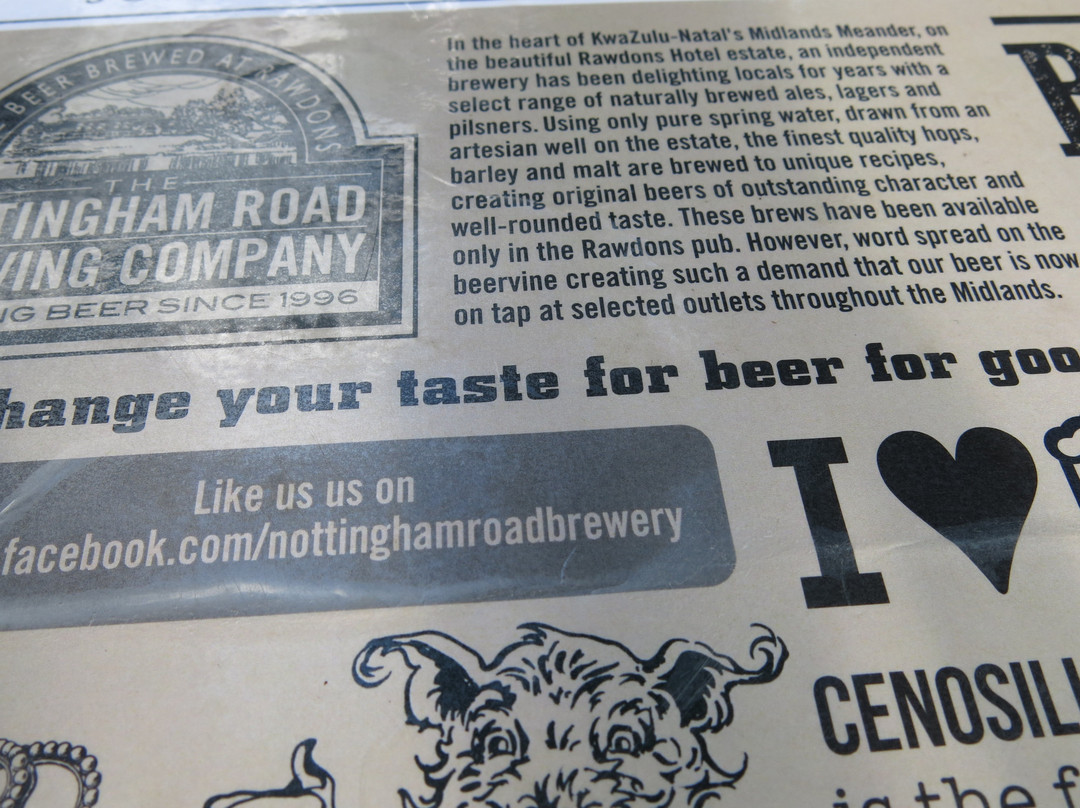 BEER BREWED AT RAWDONS
THE
TINGHAM ROAD
ING COMPANY
NG BEER SINCE 1996
In the heart of KwaZulu-Natal's Midlands Meander, on
the beautiful Rawdons Hotel estate, an independent
brewery has been delighting locals for years with a
select range of naturally brewed ales, lagers and
pilsners. Using only pure spring water, drawn from an
artesian well on the estate, the finest quality hops,
barley and malt are brewed to unique recipes,
creating original beers of outstanding character and
well-rounded taste. These brews have been available
only in the Rawdons pub. However, word spread on the
beervine creating such a demand that our beer is now
on tap at selected outlets throughout the Midlands.
hange your taste for beer for goo
Like us us on
facebook.com/nottinghamroadbrewery
I
CENOSIL
is the f